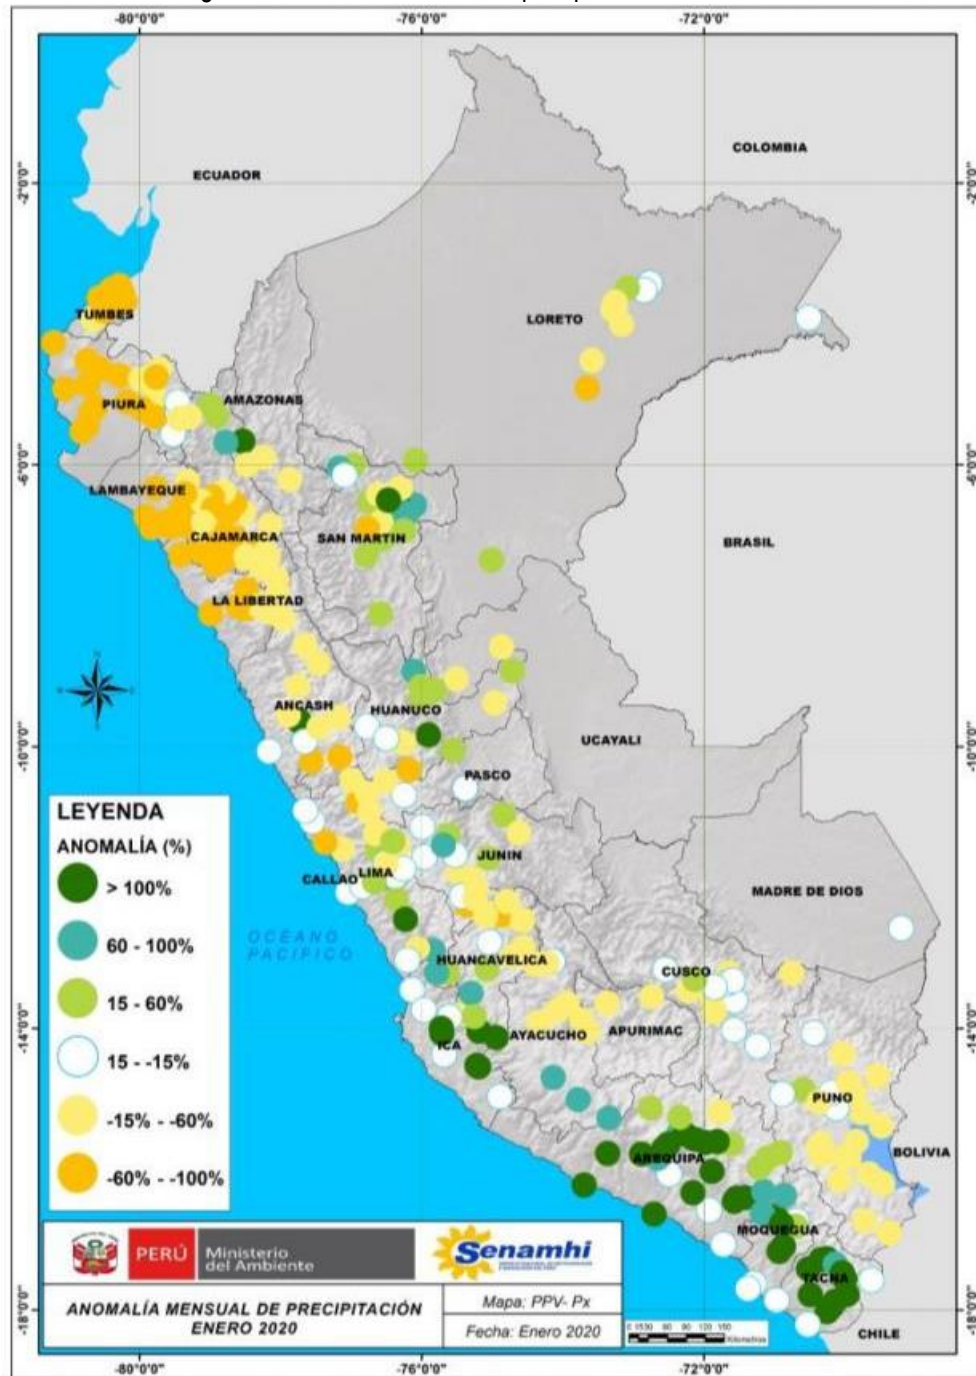 -80°0'0"
-76°0'0"
-72°0'0"
COLOMBIA
ECUADOR
-2°0'0"
-2°0'0"
TUMBES
LORETO
PIURA
AMAZONAS
-6°0'0"
-6°0'0"
LAMBAYEQUE
CAJAMARCA
SAN MARTIN
BRASIL
LA LIBERTAD
ANCASH
HUANUCO
UCAYALI
-10°0'0"
-10°0'0"
PASCO
LEYENDA
ANOMALÍA (%)
> 100%
60 - 100%
15 - 60%
15 - -15%
-15% - -60%
-60% - -100%
JUNIN
LIMA
CALLAO
MADRE DE DIOS
OCEANO
PACIFICO
HUANCAVELICA
CUSCO
-14°0'0"
-14°0'0"
AYACUCHO
APURIMAC
ICA
PUNO
BOLIVIA
AREQUIPA
MOQUEGUA
TACNA
PERÚ
Ministerio
del Ambiente
Senamhi
ANOMALÍA MENSUAL DE PRECIPITACIÓN
ENERO 2020
Mapa: PPV- Px
Fecha: Enero 2020
-18°0'0"
-18°0'0"
CHILE
-80°0'0"
-76°0'0"
-72°0'0"